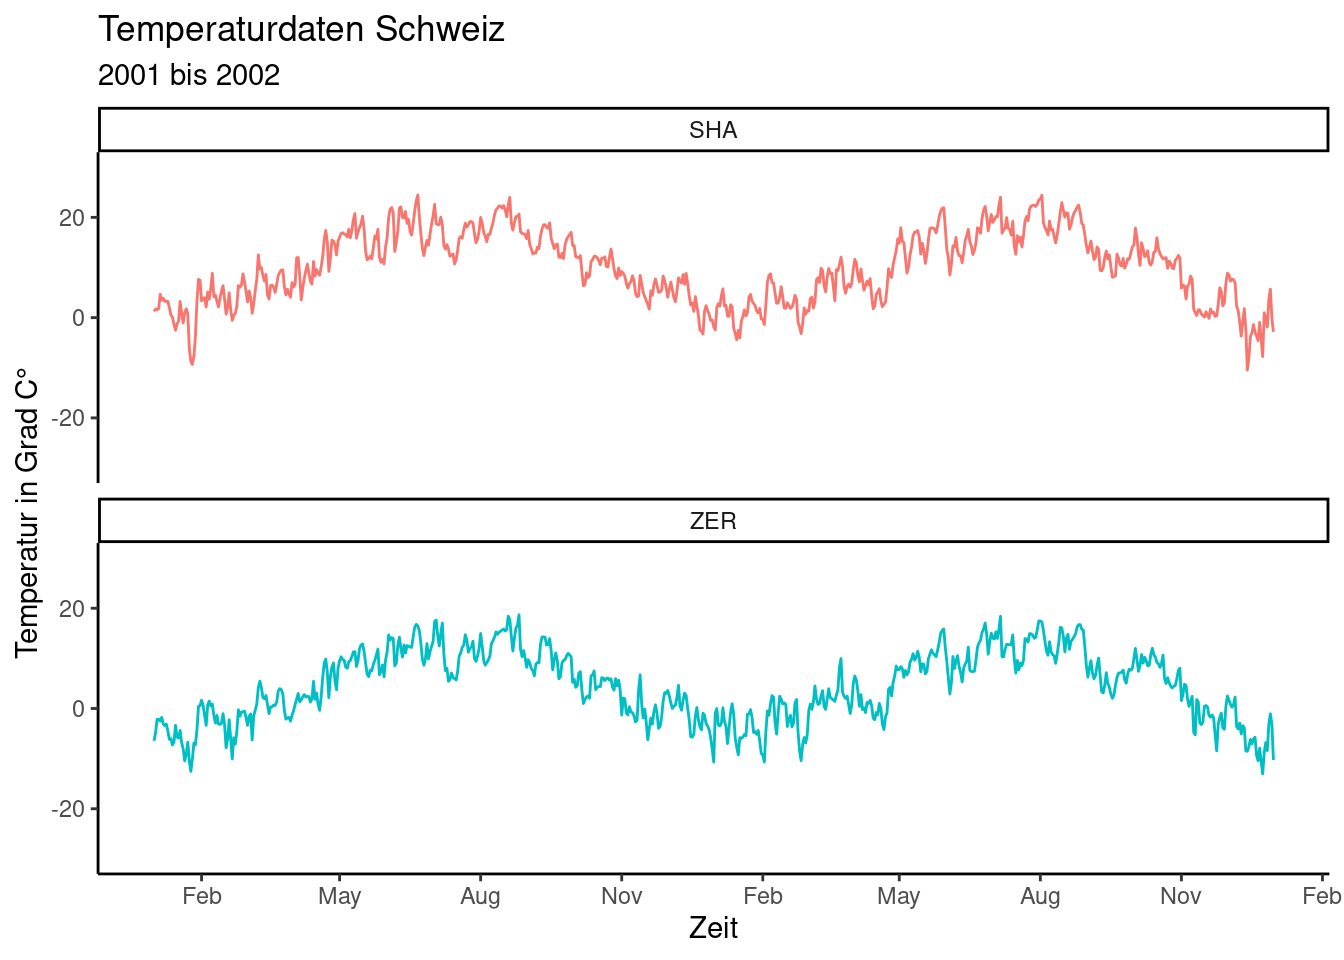 Temperaturdaten Schweiz
2001 bis 2002
SHA
20
0
-20
ZER
20
0
-20
Temperatur in Grad C°
Feb May Aug Nov Feb May Aug Nov Feb
Zeit